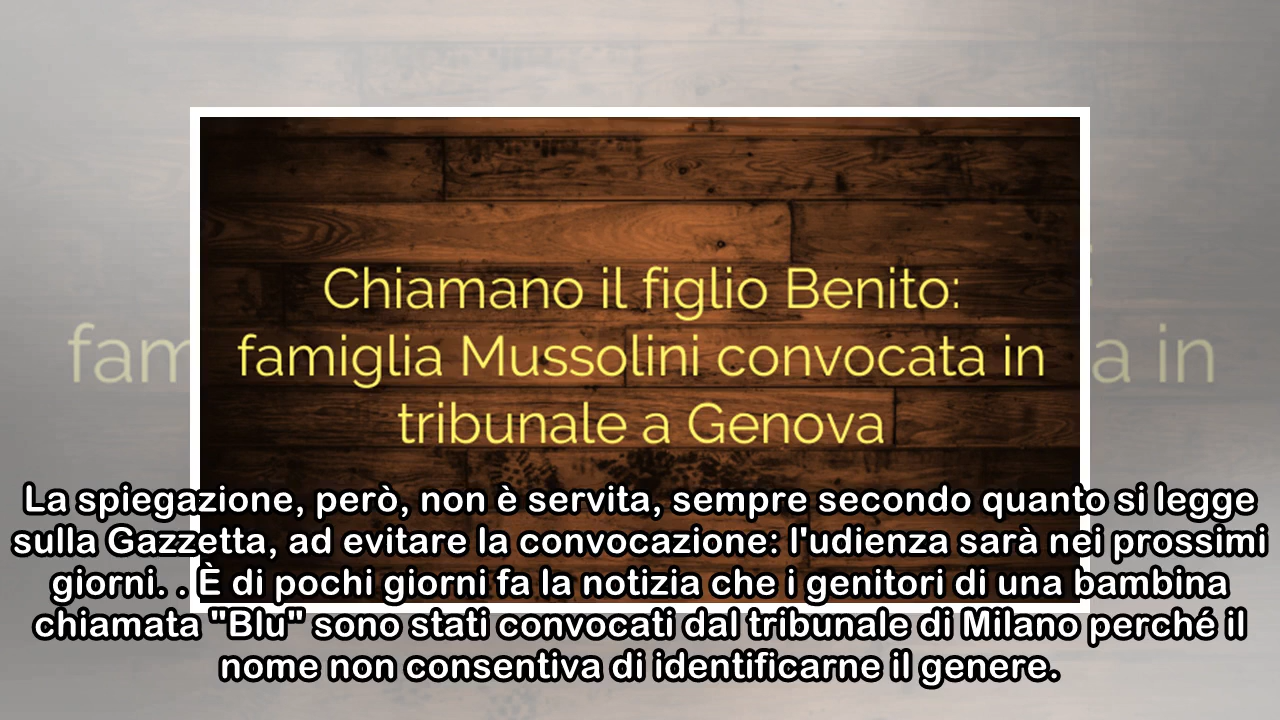 Chiamano il figlio Benito:
famiglia Mussolini convocata in
tribunale a Genova
fam
a in
La spiegazione, però, non è servita, sempre secondo quanto si legge
sulla Gazzetta, ad evitare la convocazione: l'udienza sarà nei prossimi
giorni. . È di pochi giorni fa la notizia che i genitori di una bambina
chiamata "Blu" sono stati convocati dal tribunale di Milano perché il
nome non consentiva di identificarne il genere.